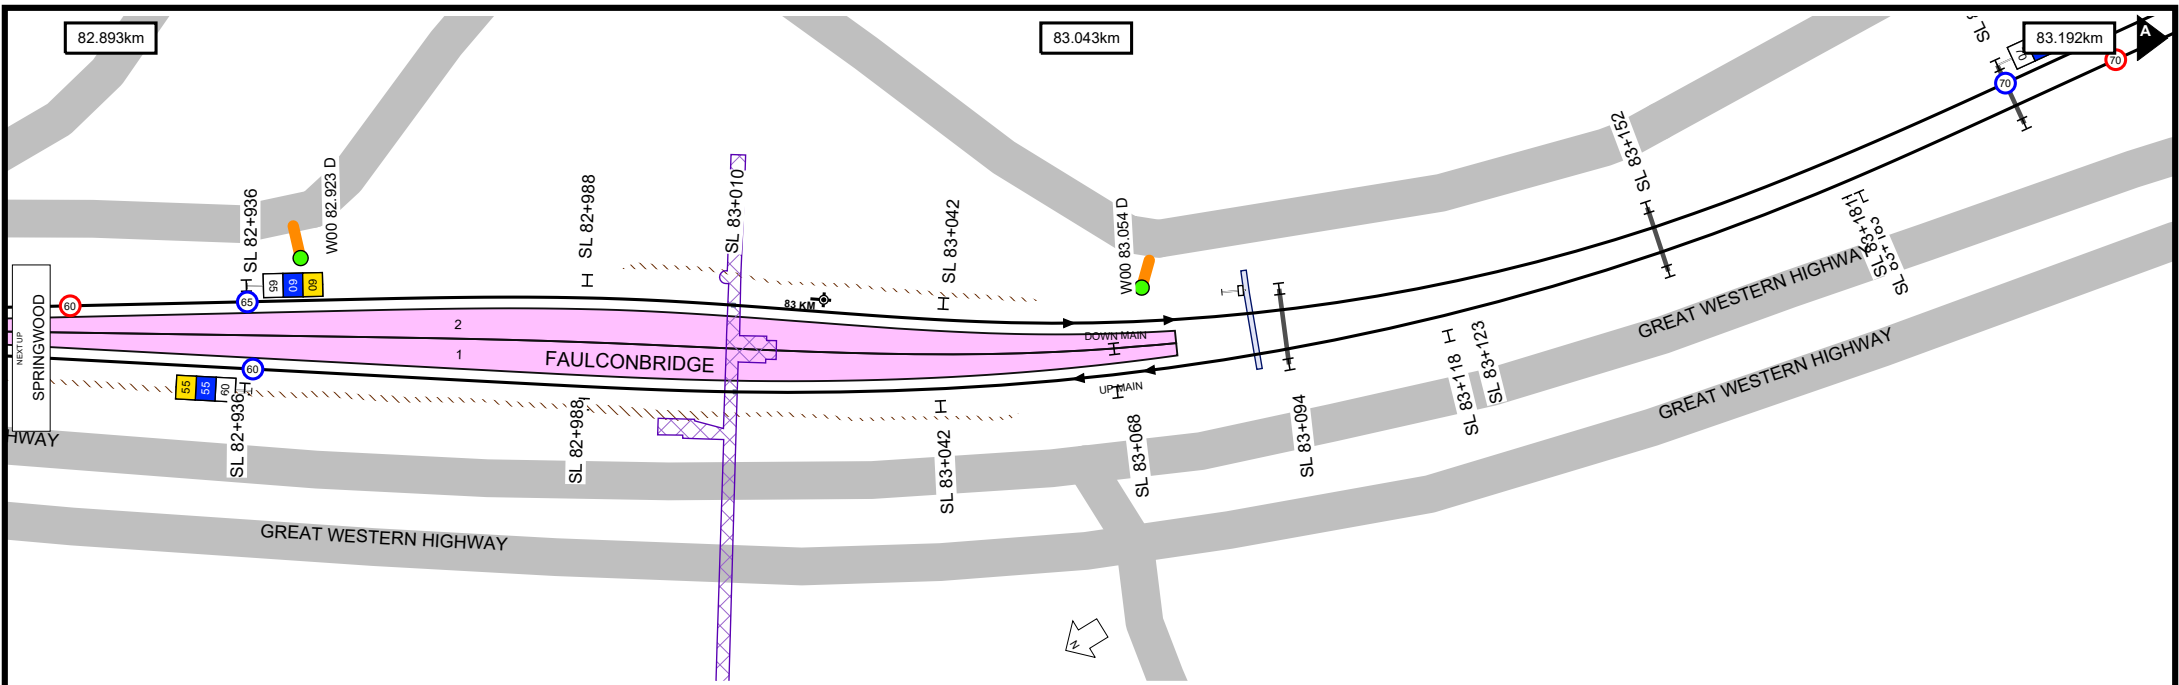 82.893km
83.043km
83.192km
A
70
70
SL 83+152
W00 82.923 D
SL 82+936
SL 82+988
SL 83+010
SL 83+042
W00 83.054 D
65
60
60
60
65
83 KM
NEXT UP
SPRINGWOOD
2
1
FAULCONBRIDGE
DOWN MAIN
UP MAIN
60
55
55
60
SL 82+936
SL 82+988
SL 83+042
SL 83+068
SL 83+094
SL 83+118
SL 83+123
SL 83+181
GREAT WESTERN HIGHWAY
GREAT WESTERN HIGHWAY
HWAY
GREAT WESTERN HIGHWAY
N